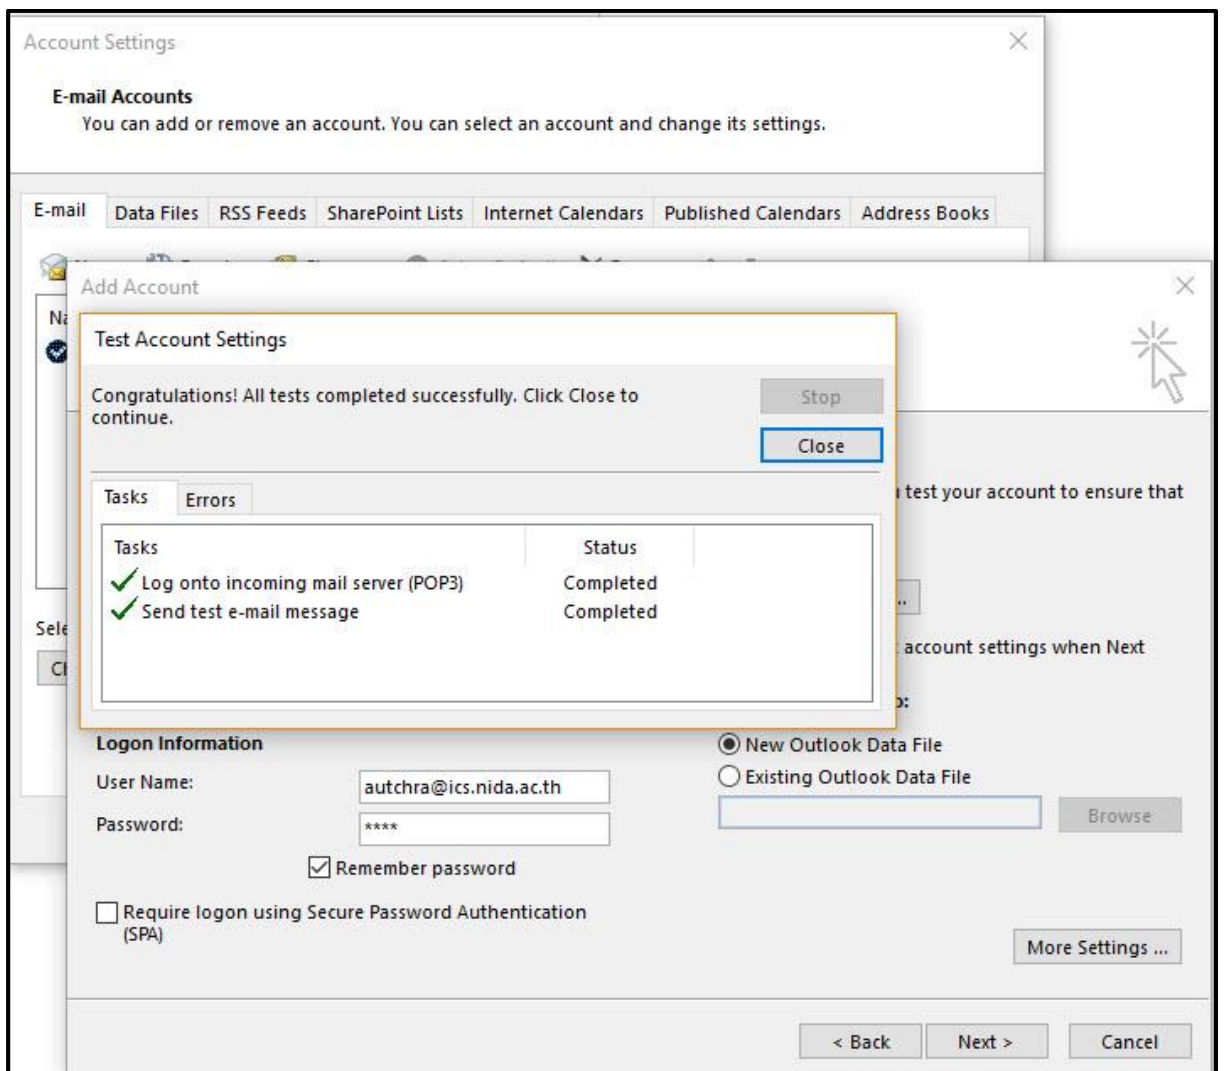 Account Settings
E-mail Accounts
You can add or remove an account. You can select an account and change its settings.
E-mail Data Files RSS Feeds SharePoint Lists Internet Calendars Published Calendars Address Books
Add Account
Test Account Settings
Congratulations! All tests completed successfully. Click Close to
continue.
Stop
Close
test your account to ensure that
Tasks Errors
Tasks Status
Log onto incoming mail server (POP3) Completed
Send test e-mail message Completed
account settings when Next
Logon Information
New Outlook Data File
User Name: autchra@ics.nida.ac.th
Existing Outlook Data File
Password: ****
Browse
Remember password
Require logon using Secure Password Authentication
(SPA)
More Settings ...
< Back Next > Cancel